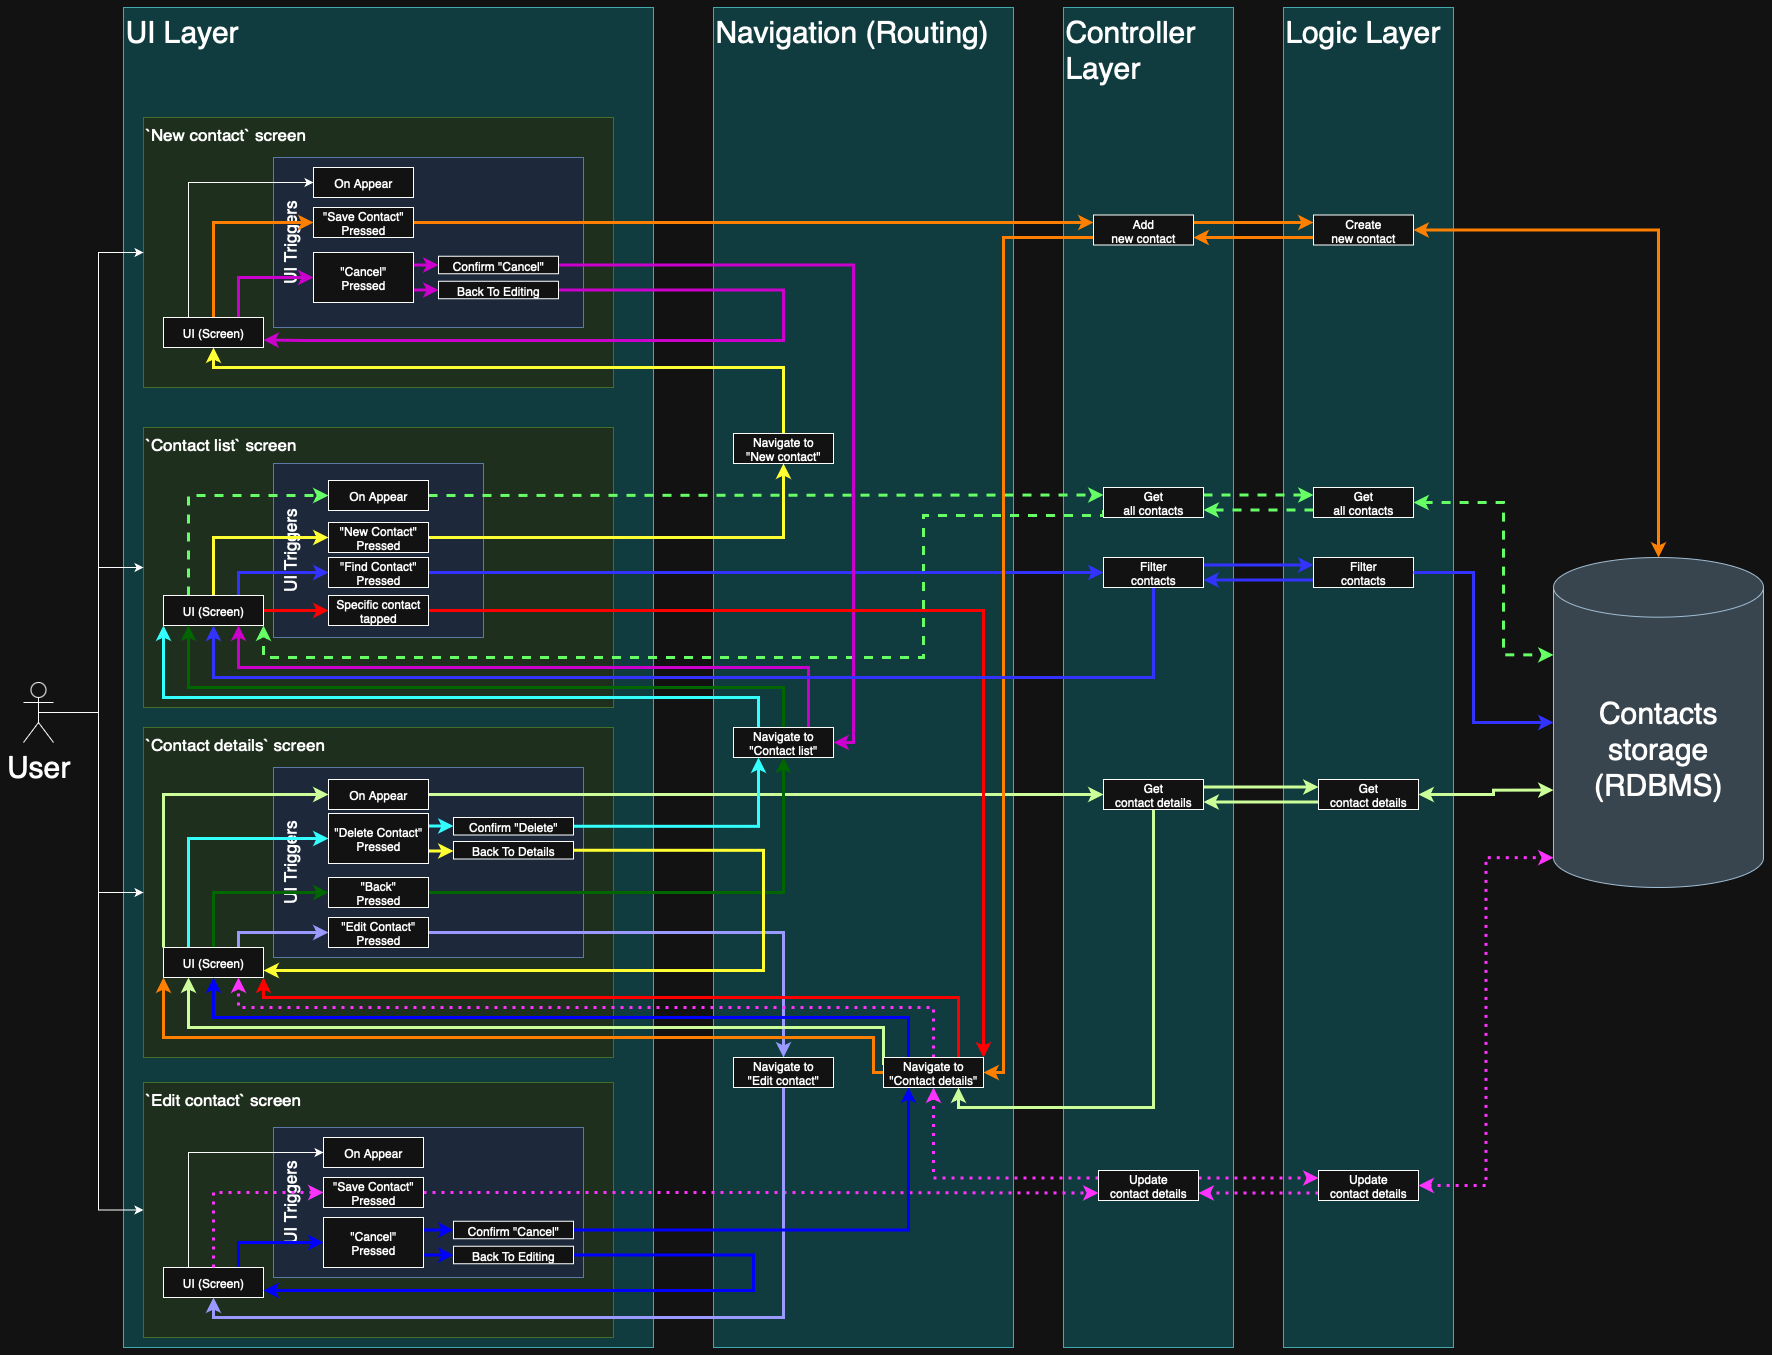 UI Layer
Navigation (Routing)
Controller
Layer
Logic Layer
`New contact` screen
UI Triggers
On Appear
"Save Contact"
Pressed
"Cancel"
Pressed
Confirm "Cancel"
Back To Editing
UI (Screen)
Add
new contact
Create
new contact
`Contact list` screen
UI Triggers
On Appear
"New Contact"
Pressed
"Find Contact"
Pressed
Specific contact
tapped
UI (Screen)
Navigate to
"New contact"
Get
all contacts
Get
all contacts
Filter
contacts
Filter
contacts
User
`Contact details` screen
UI Triggers
On Appear
"Delete Contact"
Pressed
Confirm "Delete"
Back To Details
"Back"
Pressed
"Edit Contact"
Pressed
UI (Screen)
Navigate to
"Contact list"
Get
contact details
Get
contact details
Contacts
storage
(RDBMS)
Navigate to
"Edit contact"
Navigate to
"Contact details"
`Edit contact` screen
UI Triggers
On Appear
"Save Contact"
Pressed
"Cancel"
Pressed
Confirm "Cancel"
Back To Editing
UI (Screen)
Update
contact details
Update
contact details